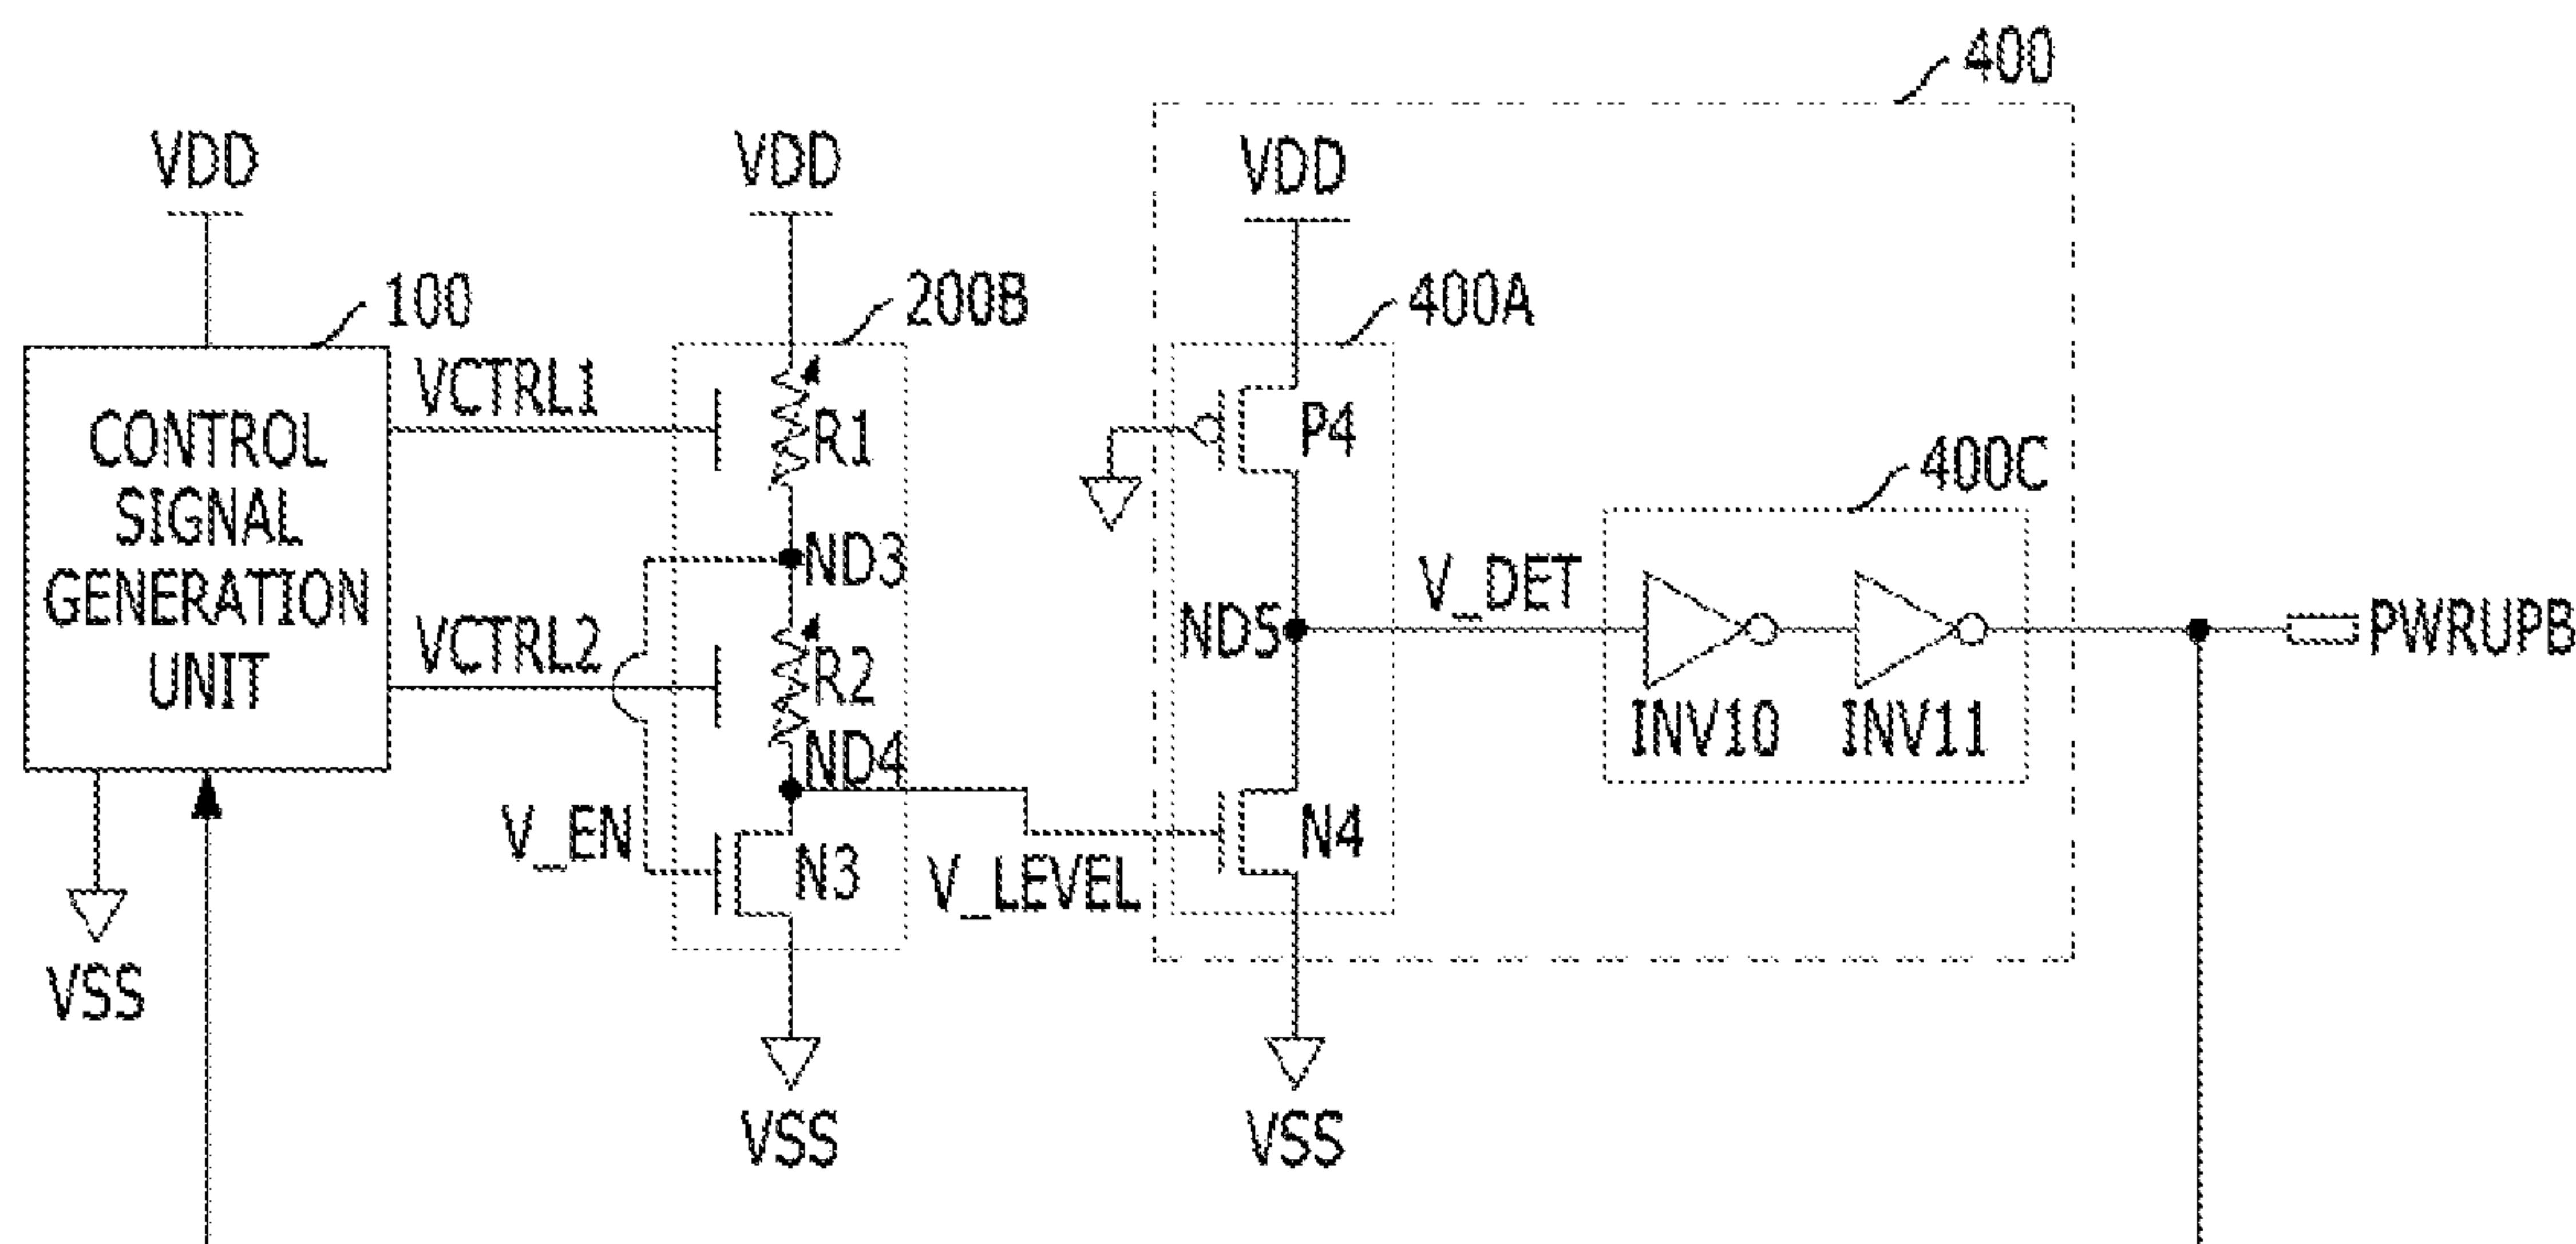 400
VDD
VDD
VDD
100
200B
400A
CONTROL
SIGNAL
GENERATION
UNIT
VCTRL1
R1
P4
400C
ND3
VCTRL2
R2
ND4
ND5
V_DET
INV10
INV11
PWRUPB
V_EN
N3
V_LEVEL
N4
VSS
VSS
VSS